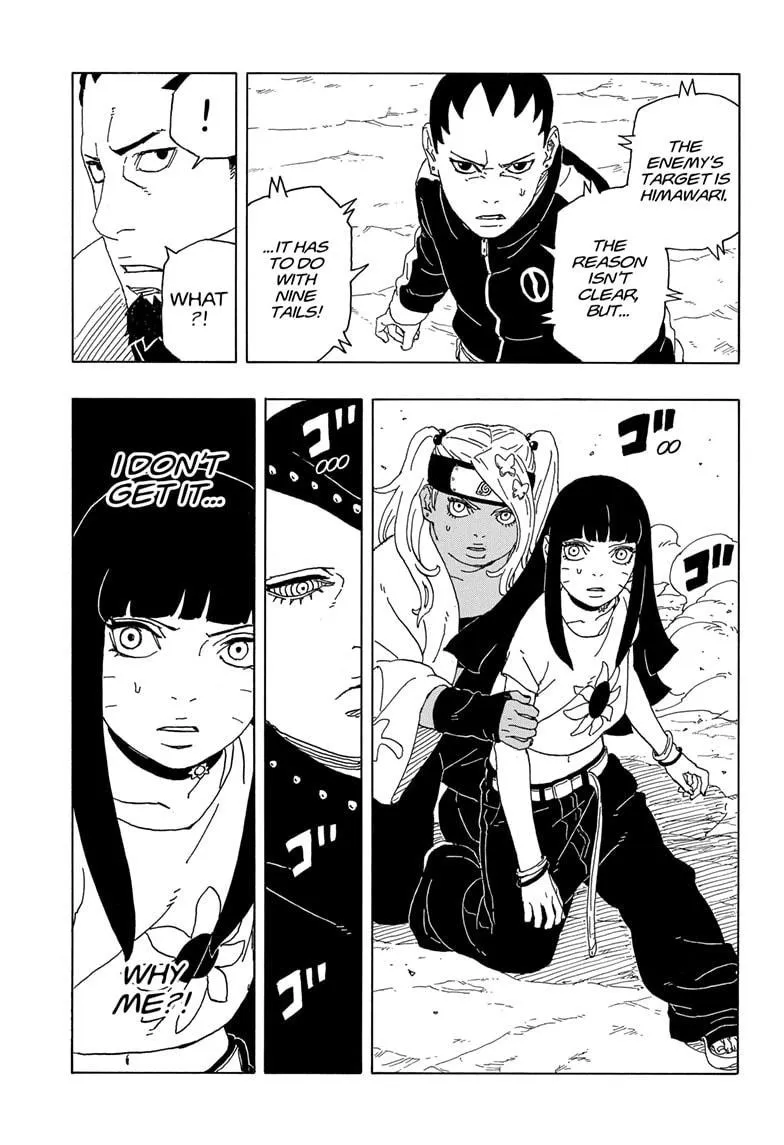 THE
ENEMY'S
TARGET IS
HIMAWARI.
THE
REASON
ISN'T
CLEAR,
BUT...
...IT HAS
TO DO
WITH
NINE
TAILS!
!
WHAT
?!
ゴ
ゴ
ゴ
ゴ
ゴ
I DON'T
GET IT...
WHY
ME?!